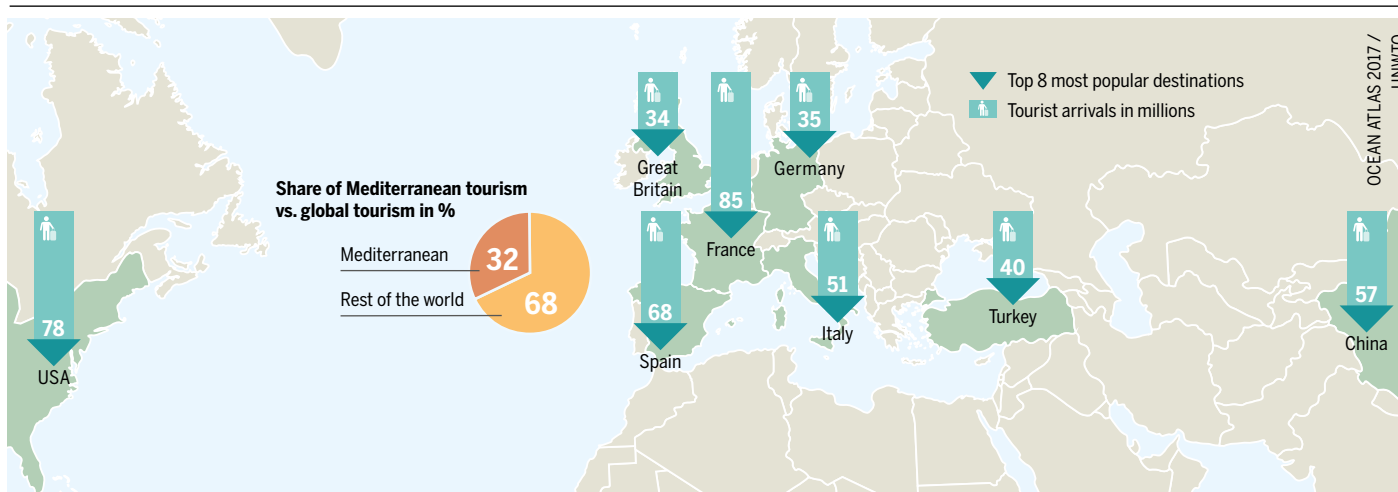 OCEAN ATLAS 2017 /
UNWTO
Top 8 most popular destinations
Tourist arrivals in millions
34
Great
Britain
85
France
35
Germany
Share of Mediterranean tourism
vs. global tourism in %
Mediterranean
32
Rest of the world
68
78
USA
68
Spain
51
Italy
40
Turkey
57
China